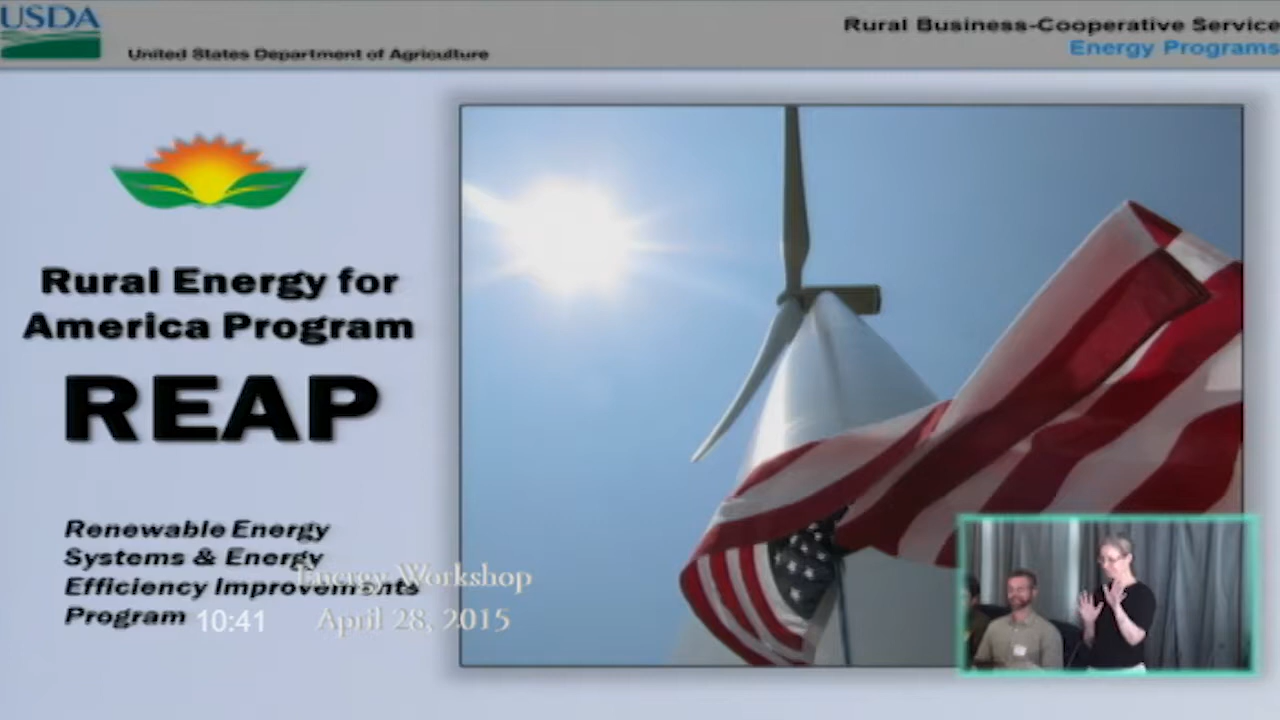 USDA
United States Department of Agriculture
Rural Business-Cooperative Service
Energy Programs
Rural Energy for
America Program
REAP
Renewable Energy
Systems & Energy
Efficiency Improvements
Program
10:41
Energy Workshop
April 28, 2015